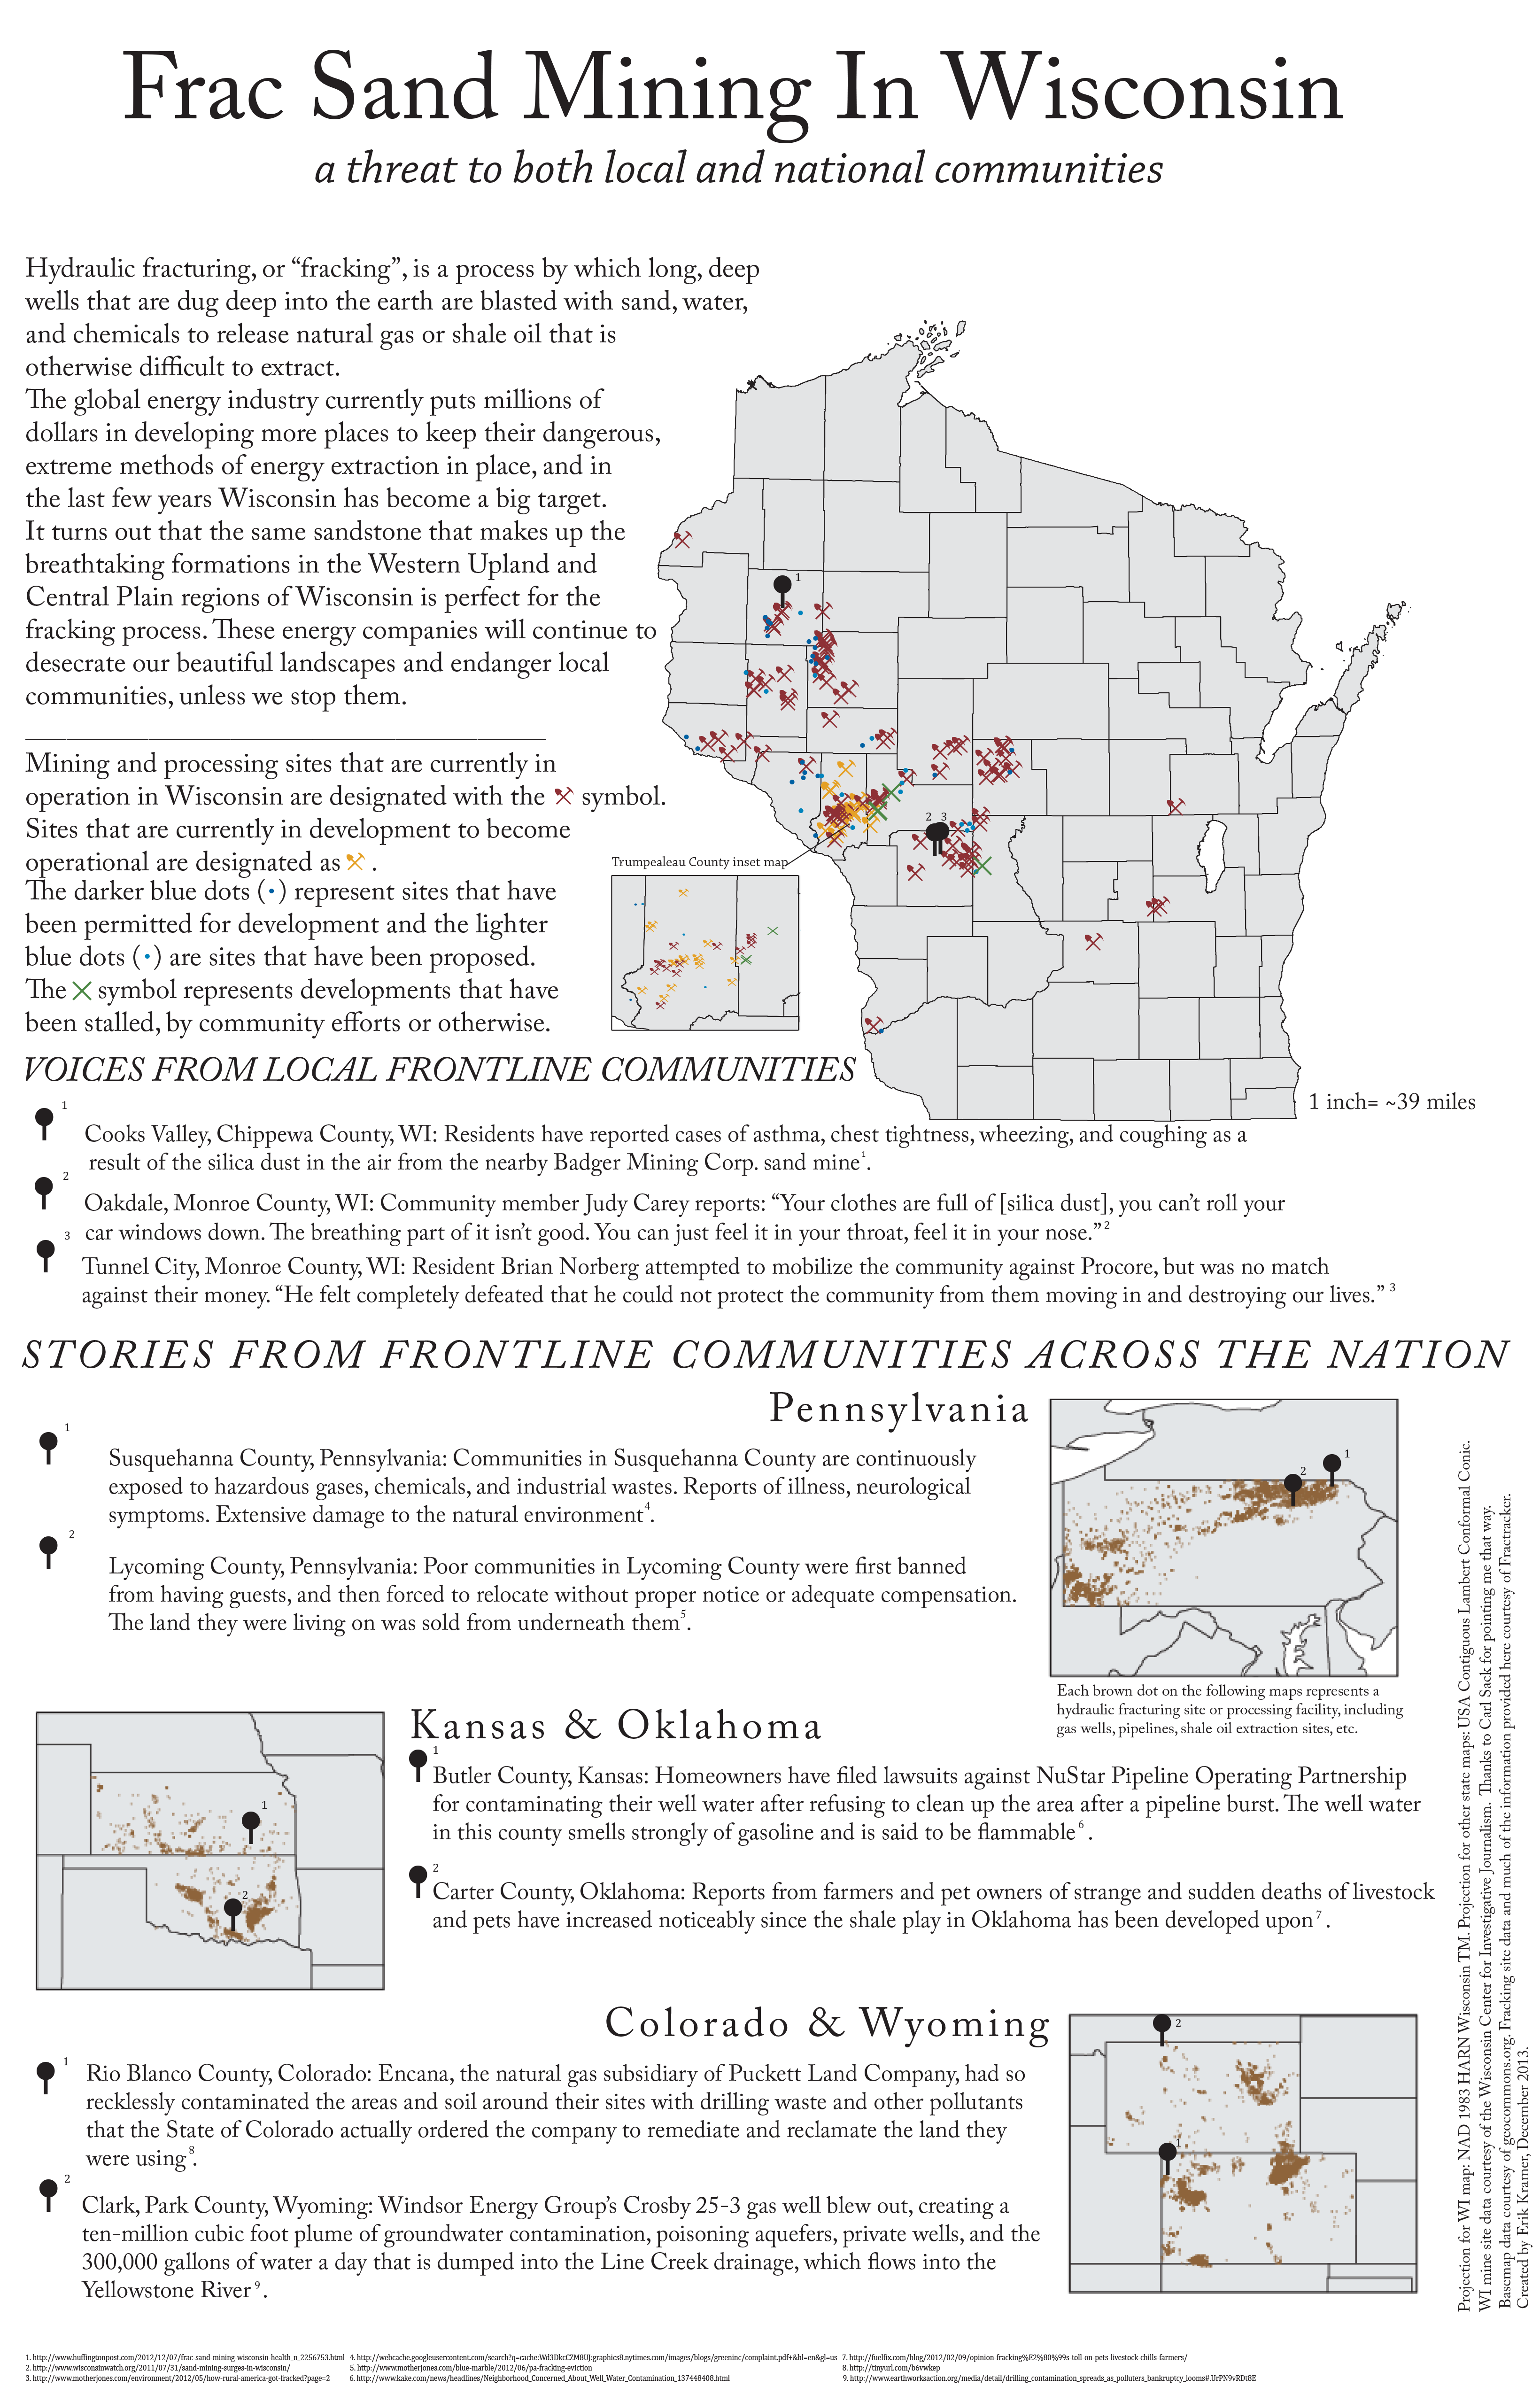 Frac Sand Mining In Wisconsin
a threat to both local and national communities
Hydraulic fracturing, or “fracking”, is a process by which long, deep
wells that are dug deep into the earth are blasted with sand, water,
and chemicals to release natural gas or shale oil that is
otherwise difficult to extract.
The global energy industry currently puts millions of
dollars in developing more places to keep their dangerous,
extreme methods of energy extraction in place, and in
the last few years Wisconsin has become a big target.
It turns out that the same sandstone that makes up the
breathtaking formations in the Western Upland and
Central Plain regions of Wisconsin is perfect for the
fracking process. These energy companies will continue to
desecrate our beautiful landscapes and endanger local
communities, unless we stop them.
Mining and processing sites that are currently in
operation in Wisconsin are designated with the symbol.
Sites that are currently in development to become
operational are designated as .
The darker blue dots (•) represent sites that have
been permitted for development and the lighter
blue dots (•) are sites that have been proposed.
The symbol represents developments that have
been stalled, by community efforts or otherwise.
1
2 3
Trumpealeau County inset map
1 inch= ~39 miles
VOICES FROM LOCAL FRONTLINE COMMUNITIES
1
Cooks Valley, Chippewa County, WI: Residents have reported cases of asthma, chest tightness, wheezing, and coughing as a
result of the silica dust in the air from the nearby Badger Mining Corp. sand mine1.
2
Oakdale, Monroe County, WI: Community member Judy Carey reports: “Your clothes are full of [silica dust], you can’t roll your
car windows down. The breathing part of it isn’t good. You can just feel it in your throat, feel it in your nose.”2
3
Tunnel City, Monroe County, WI: Resident Brian Norberg attempted to mobilize the community against Procore, but was no match
against their money. “He felt completely defeated that he could not protect the community from them moving in and destroying our lives.” 3
STORIES FROM FRONTLINE COMMUNITIES ACROSS THE NATION
Pennsylvania
1
Susquehanna County, Pennsylvania: Communities in Susquehanna County are continuously
exposed to hazardous gases, chemicals, and industrial wastes. Reports of illness, neurological
symptoms. Extensive damage to the natural environment4.
2
Lycoming County, Pennsylvania: Poor communities in Lycoming County were first banned
from having guests, and then forced to relocate without proper notice or adequate compensation.
The land they were living on was sold from underneath them5.
1
2
Each brown dot on the following maps represents a
hydraulic fracturing site or processing facility, including
gas wells, pipelines, shale oil extraction sites, etc.
Kansas & Oklahoma
1
Butler County, Kansas: Homeowners have filed lawsuits against NuStar Pipeline Operating Partnership
for contaminating their well water after refusing to clean up the area after a pipeline burst. The well water
in this county smells strongly of gasoline and is said to be flammable6 .
2
Carter County, Oklahoma: Reports from farmers and pet owners of strange and sudden deaths of livestock
and pets have increased noticeably since the shale play in Oklahoma has been developed upon7 .
1
2
Colorado & Wyoming
1
Rio Blanco County, Colorado: Encana, the natural gas subsidiary of Puckett Land Company, had so
recklessly contaminated the areas and soil around their sites with drilling waste and other pollutants
that the State of Colorado actually ordered the company to remediate and reclamate the land they
were using8.
2
Clark, Park County, Wyoming: Windsor Energy Group’s Crosby 25-3 gas well blew out, creating a
ten-million cubic foot plume of groundwater contamination, poisoning aquefers, private wells, and the
300,000 gallons of water a day that is dumped into the Line Creek drainage, which flows into the
Yellowstone River9.
2
1
Projection for WI map: NAD 1983 HARN Wisconsin TM. Projection for other state maps: USA Contiguous Lambert Conformal Conic.
WI mine site data courtesy of the Wisconsin Center for Investigative Journalism. Thanks to Carl Sack for pointing me that way.
Basemap data courtesy of geocommons.org. Fracking site data and much of the information provided here courtesy of Fractracker.
Created by Erik Kramer, December 2013.
1. http://www.huffingtonpost.com/2012/12/07/frac-sand-mining-wisconsin-health_n_2256753.html
2. http://www.wisconsinwatch.org/2011/07/31/sand-mining-surges-in-wisconsin/
3. http://www.motherjones.com/environment/2012/05/how-rural-america-got-fracked?page=2
4. http://webcache.googleusercontent.com/search?q=cache:Wd3DkrCZM8UJ:graphics8.nytimes.com/images/blogs/greeninc/complaint.pdf+&hl=en&gl=us
5. http://www.motherjones.com/blue-marble/2012/06/pa-fracking-eviction
6. http://www.kake.com/news/headlines/Neighborhood_Concerned_About_Well_Water_Contamination_137448408.html
7. http://fuelfix.com/blog/2012/02/09/opinion-fracking%E2%80%99s-toll-on-pets-livestock-chills-farmers/
8. http://tinyurl.com/b6vwkep
9. http://www.earthworksaction.org/media/detail/drilling_contamination_spreads_as_polluters_bankruptcy_looms#.UrPN9vRDt8E